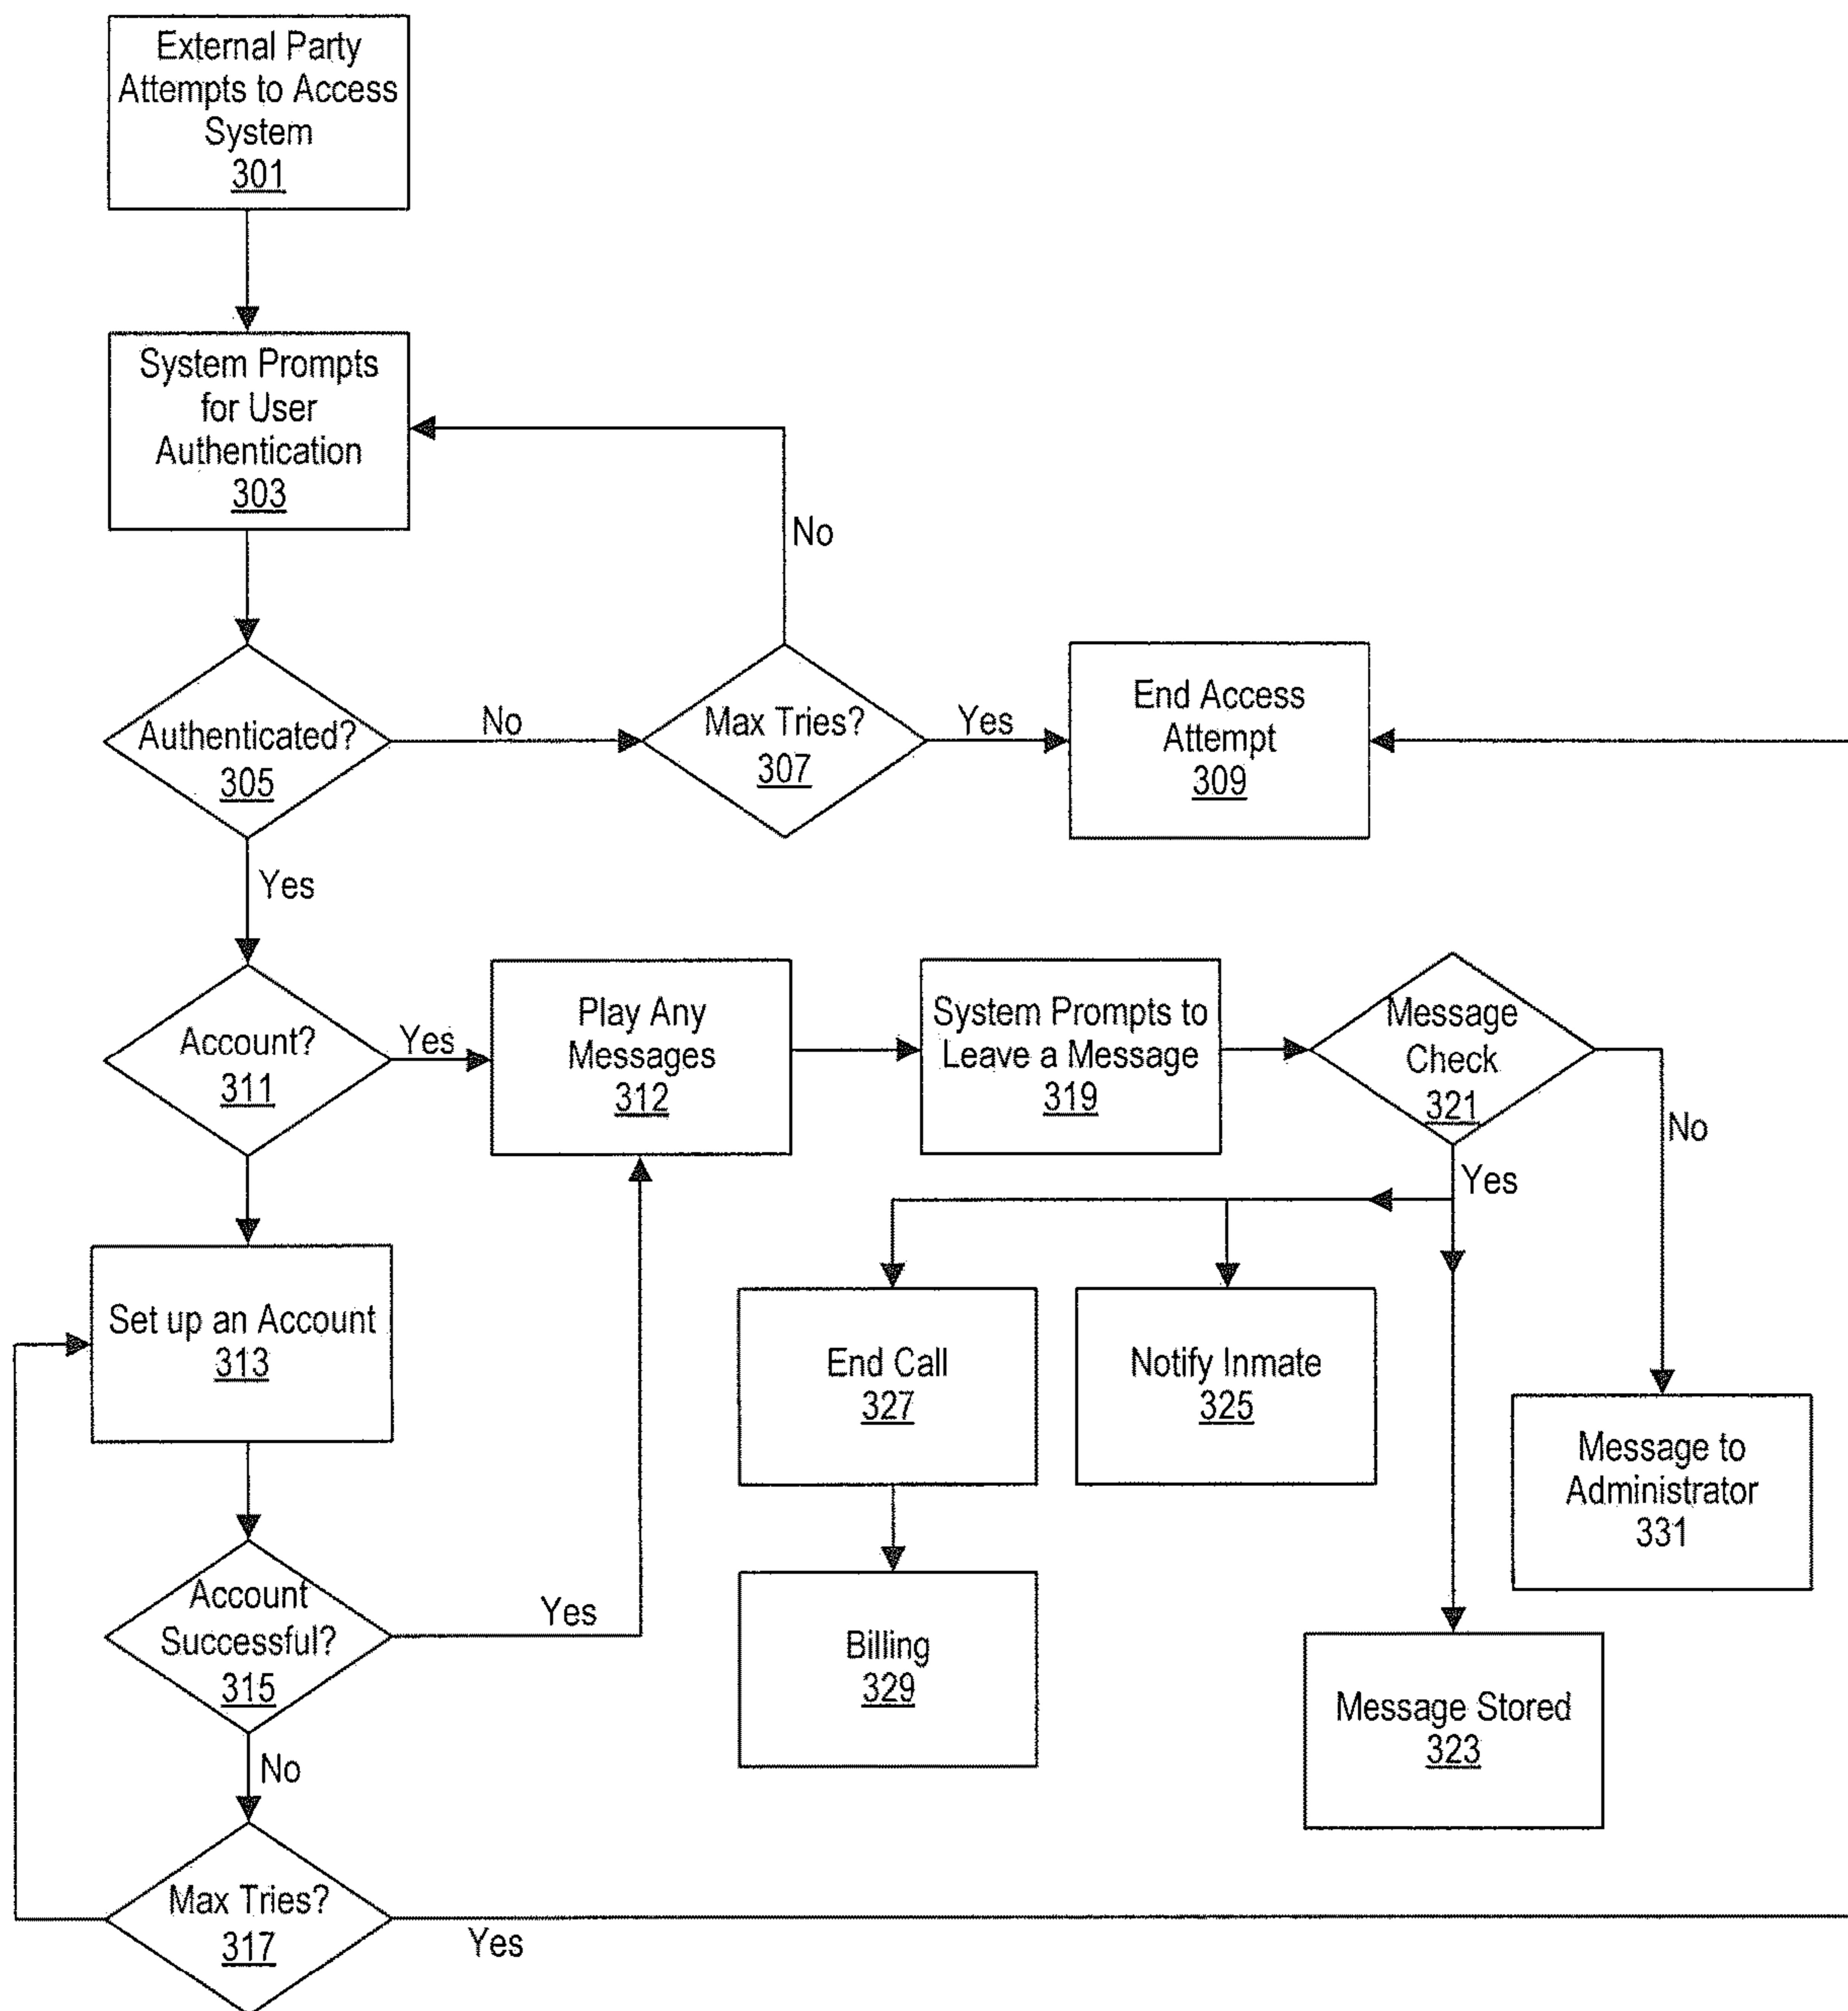 External Party
Attempts to Access
System
301
System Prompts
for User
Authentication
303
No
Authenticated?
305
No
Max Tries?
307
Yes
End Access
Attempt
309
Yes
Account?
311
Yes
Play Any
Messages
312
System Prompts to
Leave a Message
319
Message
Check
321
No
Yes
Set up an Account
313
End Call
327
Notify Inmate
325
Message to
Administrator
331
Account
Successful?
315
Yes
Billing
329
Message Stored
323
No
Max Tries?
317
Yes